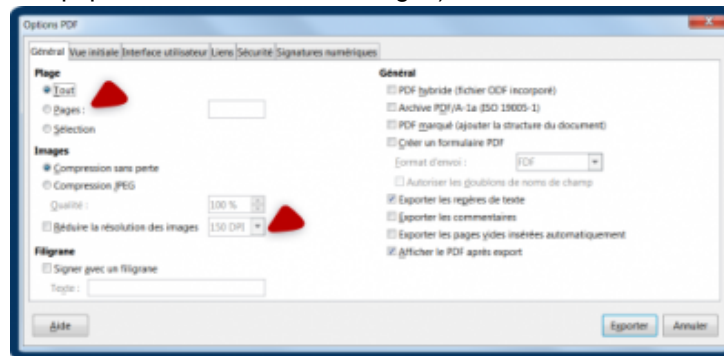 Options PDF
Général Vue initiale Interface utilisateur Liens Sécurité Signatures numériques
Plage
Tout
Pages :
Sélection
Images
Compression sans perte
Compression JPEG
Qualité : 100 %
Réduire la résolution des images 150 DPI
Filigrane
Signer avec un filigrane
Texte :
Général
PDF hybride (fichier ODF incorporé)
Archive PDF/A-1a (ISO 19005-1)
PDF marqué (ajouter la structure du document)
Créer un formulaire PDF
Format d'envoi : FDF
Autoriser les doublons de noms de champ
Exporter les repères de texte
Exporter les commentaires
Exporter les pages vides insérées automatiquement
Afficher le PDF après export
Aide
Exporter Annuler